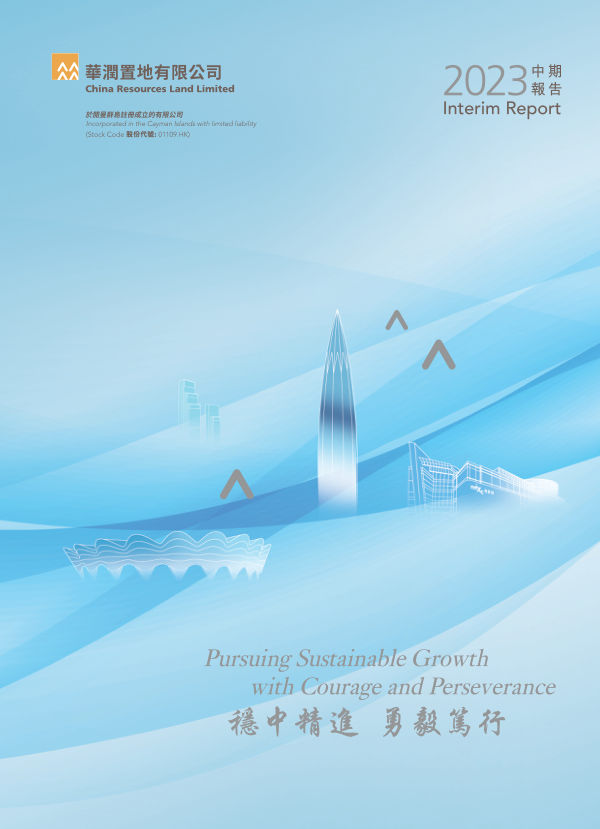 華潤置地有限公司
China Resources Land Limited
於開曼群島註冊成立的有限公司
Incorporated in the Cayman Islands with limited liability
(Stock Code 股份代號: 01109.HK)
2023 中期報告
Interim Report
Pursuing Sustainable Growth
with Courage and Perseverance
穩中精進 勇毅篤行